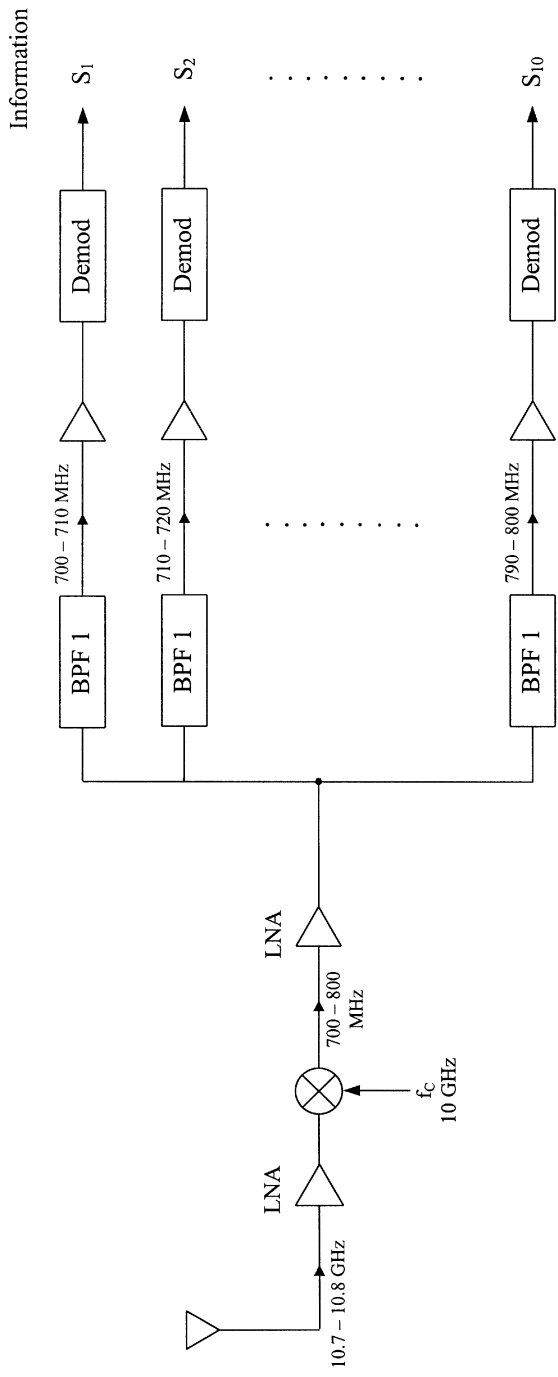 Information
BPF 1
700 – 710 MHz
Demod
S1
BPF 1
710 – 720 MHz
Demod
S2
10.7 – 10.8 GHz
LNA
fC
10 GHz
700 – 800
MHz
LNA
BPF 1
790 – 800 MHz
Demod
S10